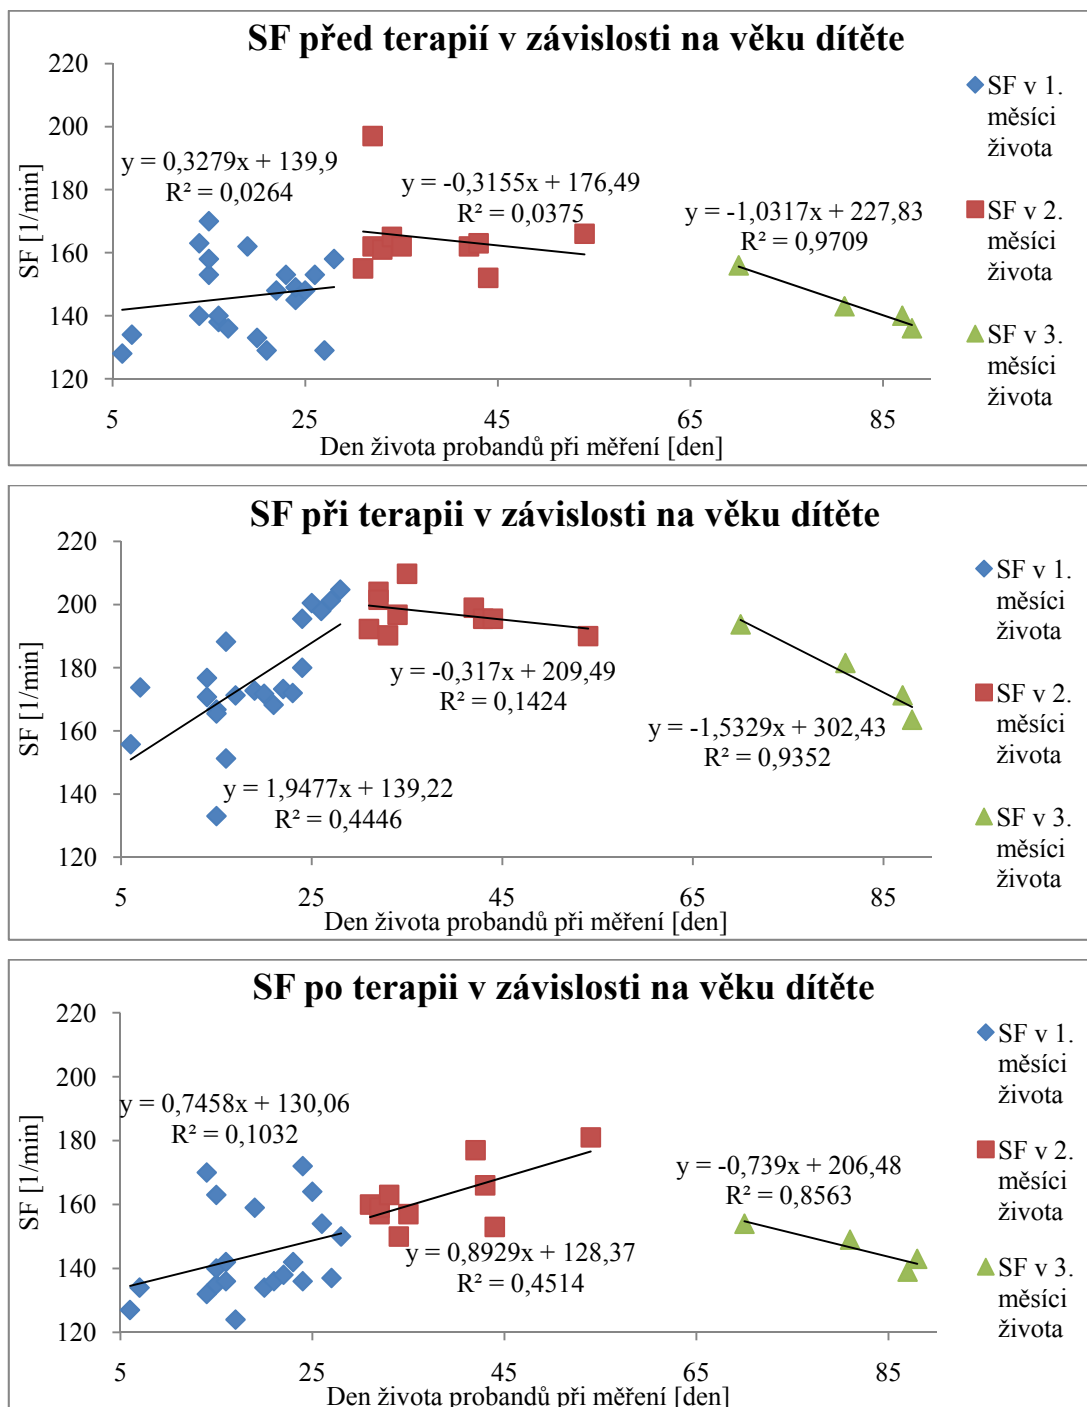 SF před terapií v závislosti na věku dítěte
220
200
180
160
140
120
SF [1/min]
y = 0,3279x + 139,9
R² = 0,0264
y = -0,3155x + 176,49
R² = 0,0375
y = -1,0317x + 227,83
R² = 0,9709
5 25 45 65 85
Den života probandů při měření [den]
SF v 1.
měsíci
života
SF v 2.
měsíci
života
SF v 3.
měsíci
života
SF při terapii v závislosti na věku dítěte
220
200
180
160
140
120
SF [1/min]
y = 1,9477x + 139,22
R² = 0,4446
y = -0,317x + 209,49
R² = 0,1424
y = -1,5329x + 302,43
R² = 0,9352
5 25 45 65 85
Den života probandů při měření [den]
SF v 1.
měsíci
života
SF v 2.
měsíci
života
SF v 3.
měsíci
života
SF po terapii v závislosti na věku dítěte
220
200
180
160
140
120
SF [1/min]
y = 0,7458x + 130,06
R² = 0,1032
y = 0,8929x + 128,37
R² = 0,4514
y = -0,739x + 206,48
R² = 0,8563
5 25 45 65 85
Den života probandů při měření [den]
SF v 1.
měsíci
života
SF v 2.
měsíci
života
SF v 3.
měsíci
života